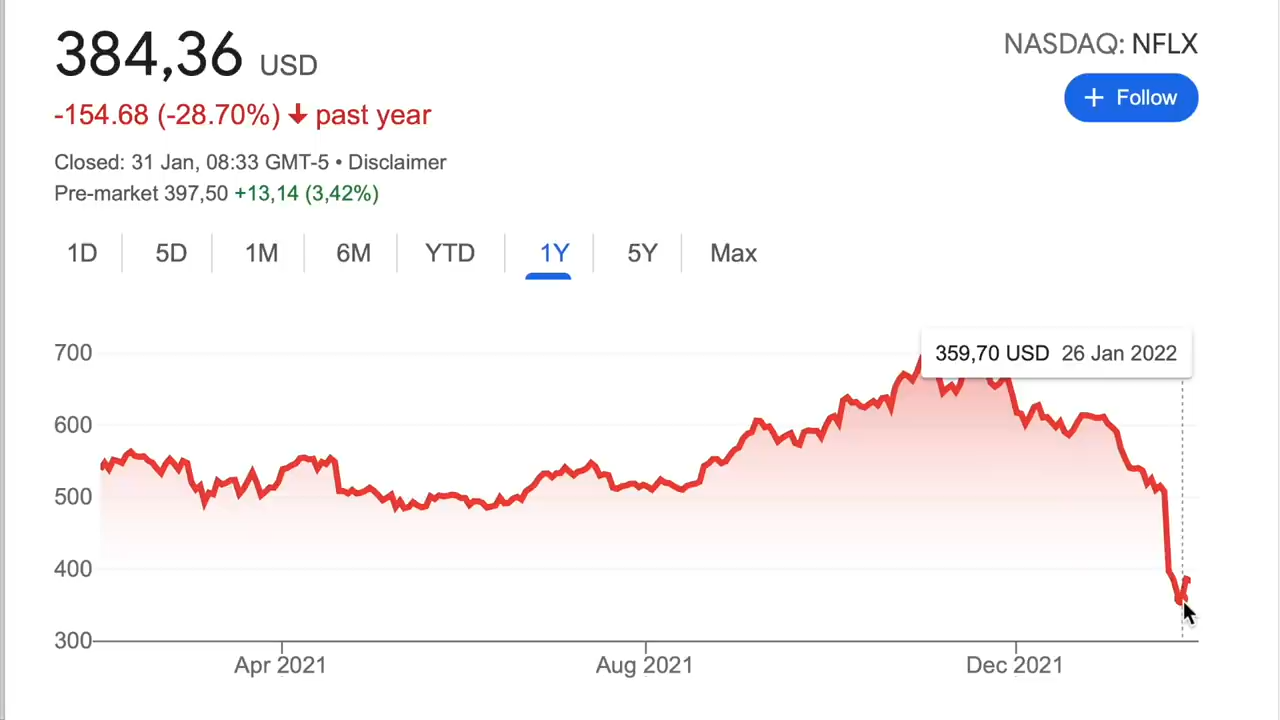 384,36 USD
NASDAQ: NFLX
+ Follow
-154.68 (-28.70%) ↓ past year
Closed: 31 Jan, 08:33 GMT-5 • Disclaimer
Pre-market 397,50 +13,14 (3,42%)
1D 5D 1M 6M YTD 1Y 5Y Max
359,70 USD 26 Jan 2022
700
600
500
400
300
Apr 2021 Aug 2021 Dec 2021